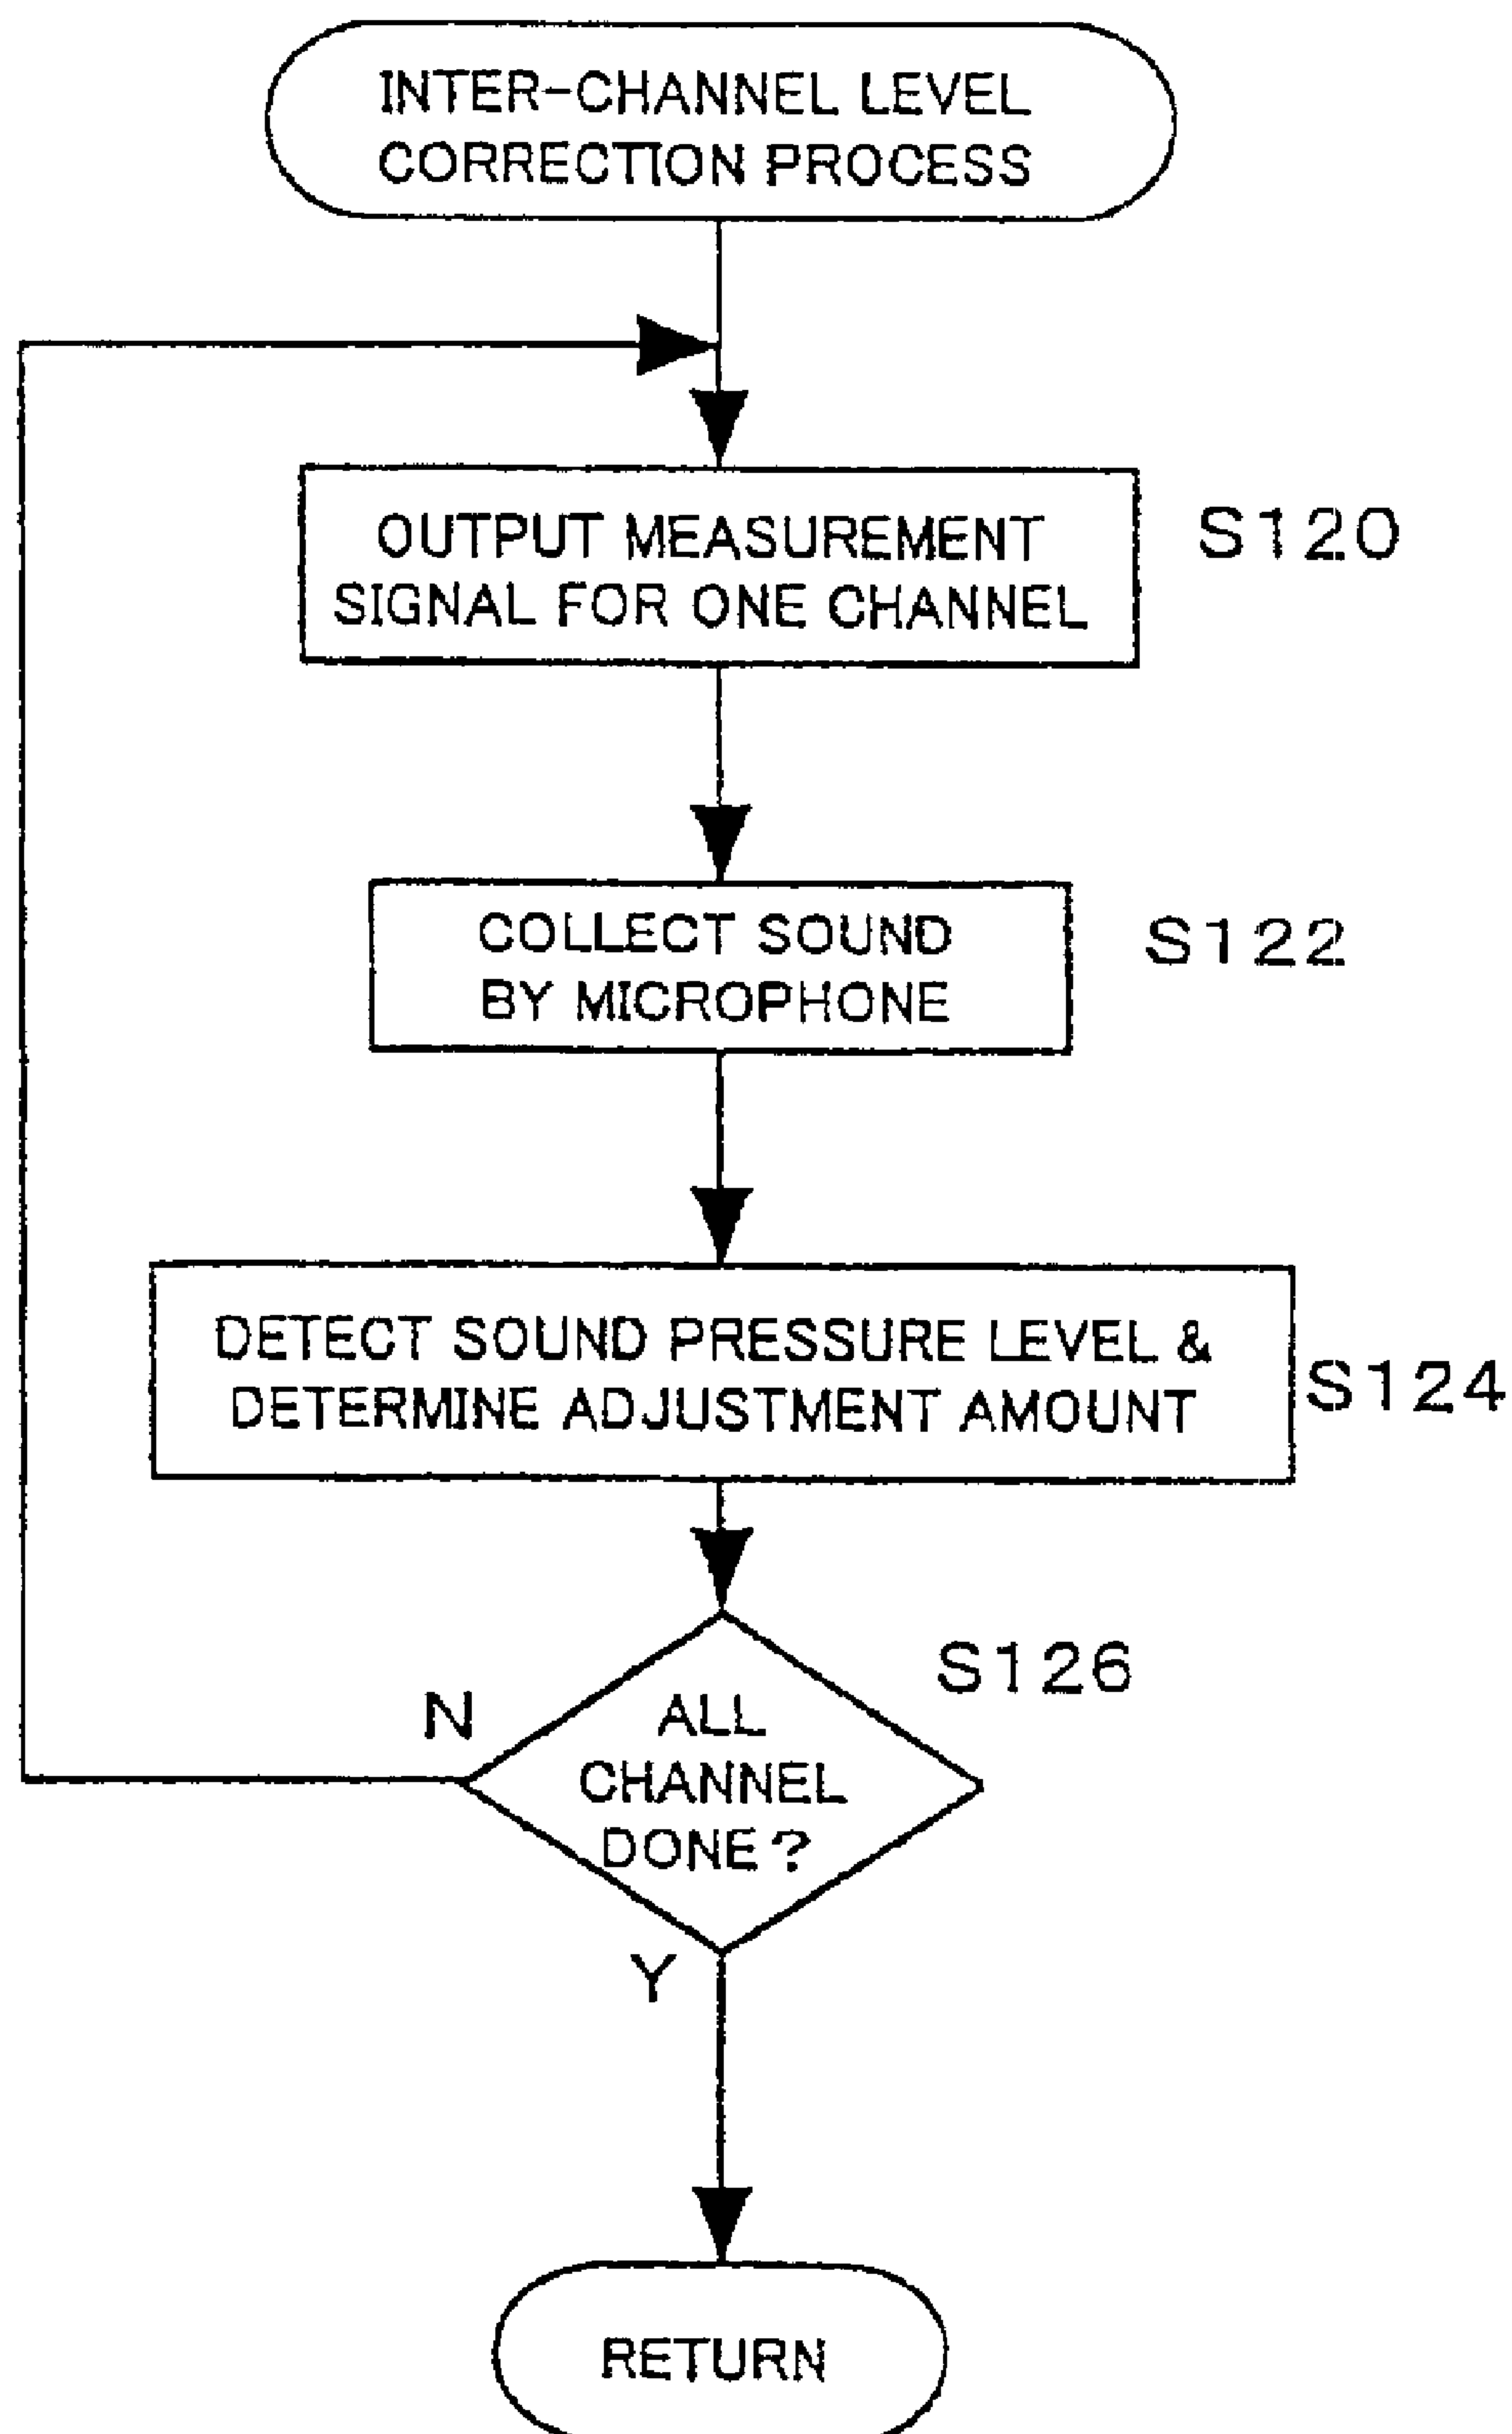 INTER-CHANNEL LEVEL
CORRECTION PROCESS
OUTPUT MEASUREMENT
SIGNAL FOR ONE CHANNEL
S120
COLLECT SOUND
BY MICROPHONE
S122
DETECT SOUND PRESSURE LEVEL &
DETERMINE ADJUSTMENT AMOUNT
S124
S126
N
ALL
CHANNEL
DONE?
Y
RETURN